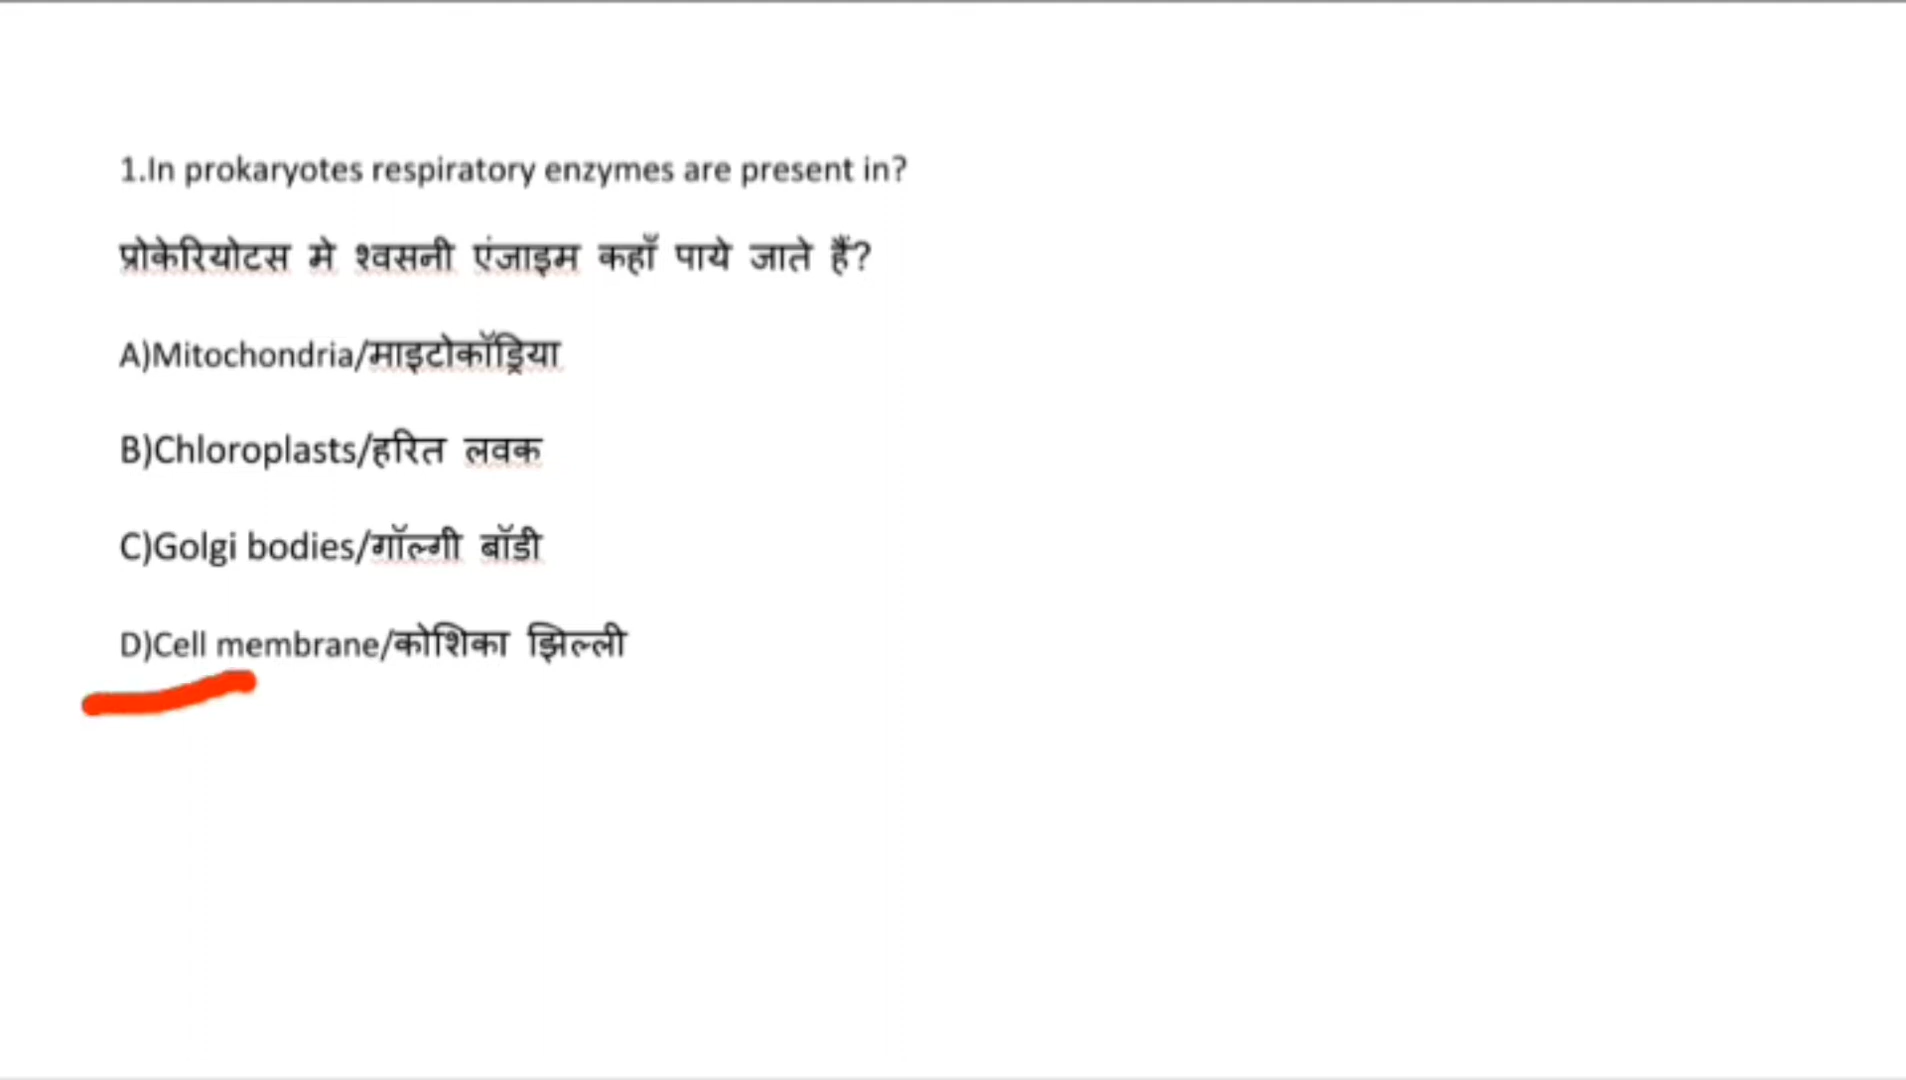 1.In prokaryotes respiratory enzymes are present in?
प्रोकेरियोटस मे श्वसनी एंजाइम कहाँ पाये जाते हैं?
A)Mitochondria/माइटोकॉड्रिया
B)Chloroplasts/हरित लवक
C)Golgi bodies/गॉल्गी बॉडी
D)Cell membrane/कोशिका झिल्ली